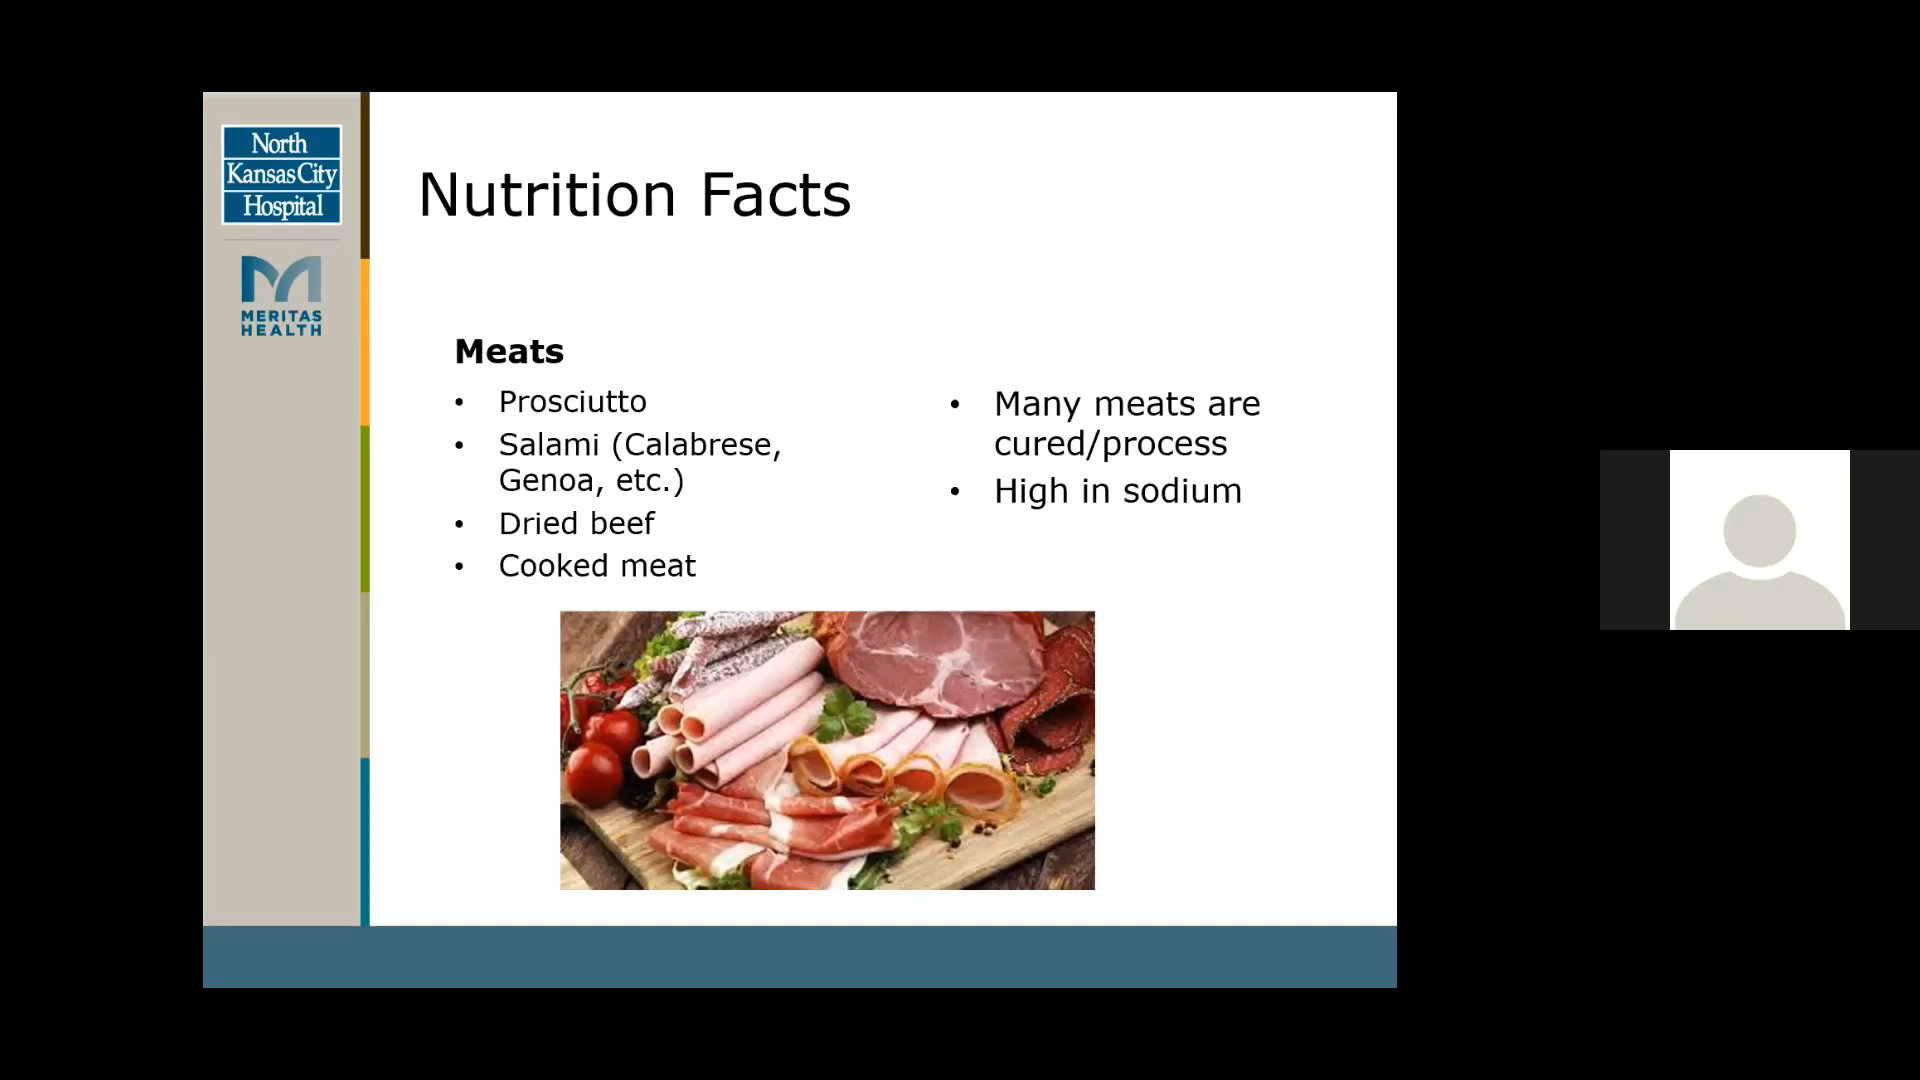 North
Kansas City
Hospital
MERITAS
HEALTH
Nutrition Facts
Meats
• Prosciutto
• Salami (Calabrese,
Genoa, etc.)
• Dried beef
• Cooked meat
• Many meats are
cured/process
• High in sodium